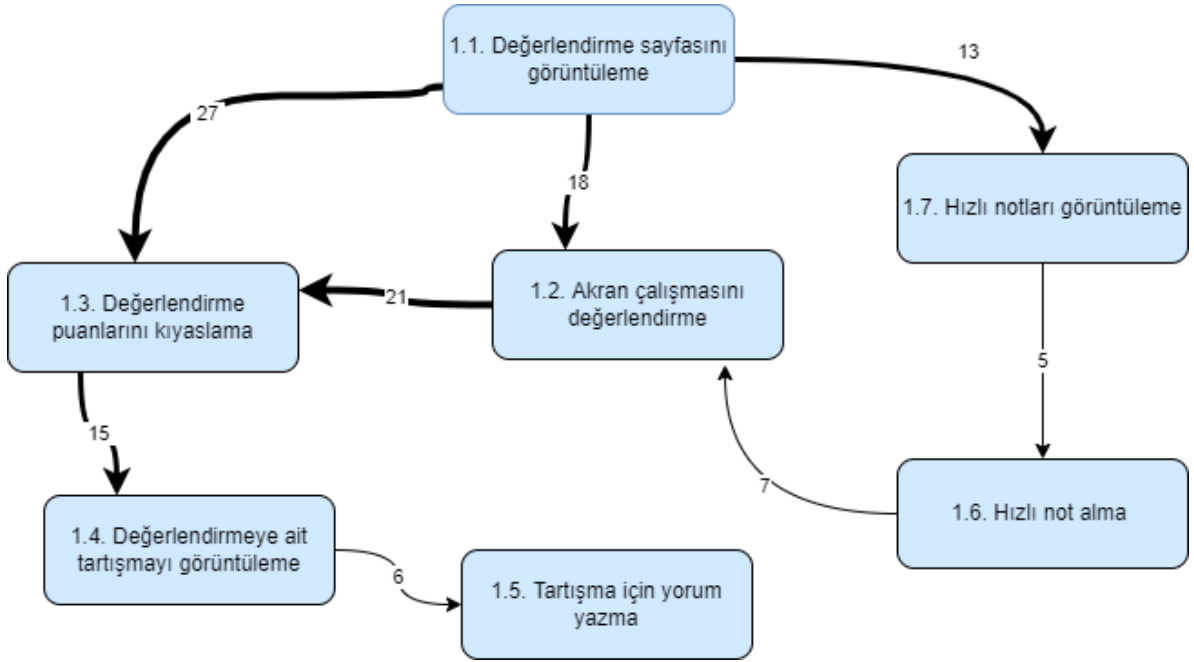 1.1. Değerlendirme sayfasını
görüntüleme
13
27
18
1.7. Hızlı notları görüntüleme
1.3. Değerlendirme
puanlarını kıyaslama
21
1.2. Akran çalışmasını
değerlendirme
5
15
7
1.4. Değerlendirmeye ait
tartışmayı görüntüleme
6
1.5. Tartışma için yorum
yazma
1.6. Hızlı not alma